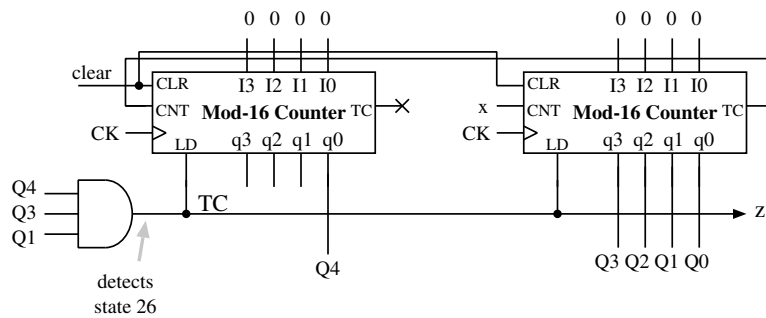 0 0 0 0 0 0 0 0
clear CLR I3 I2 I1 I0 CLR I3 I2 I1 I0
CNT Mod-16 Counter TC x CNT Mod-16 Counter TC
CK LD q3 q2 q1 q0 CK LD q3 q2 q1 q0
Q4
Q3 TC z
Q1
Q4 Q3 Q2 Q1 Q0
detects
state 26